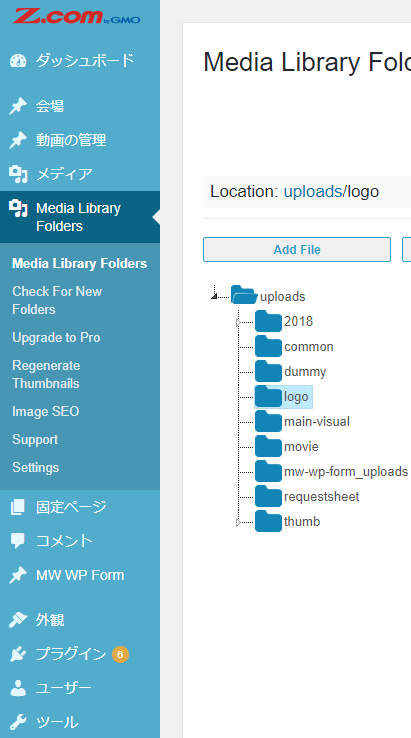 Z.com by GMO
ダッシュボード
会場
動画の管理
メディア
Media Library
Folders
Media Library Folders
Check For New
Folders
Upgrade to Pro
Regenerate
Thumbnails
Image SEO
Support
Settings
固定ページ
コメント
MW WP Form
外観
プラグイン 6
ユーザー
ツール
Media Library Fold
Location: uploads/logo
Add File
uploads
2018
common
dummy
logo
main-visual
movie
mw-wp-form_uploads
requestsheet
thumb